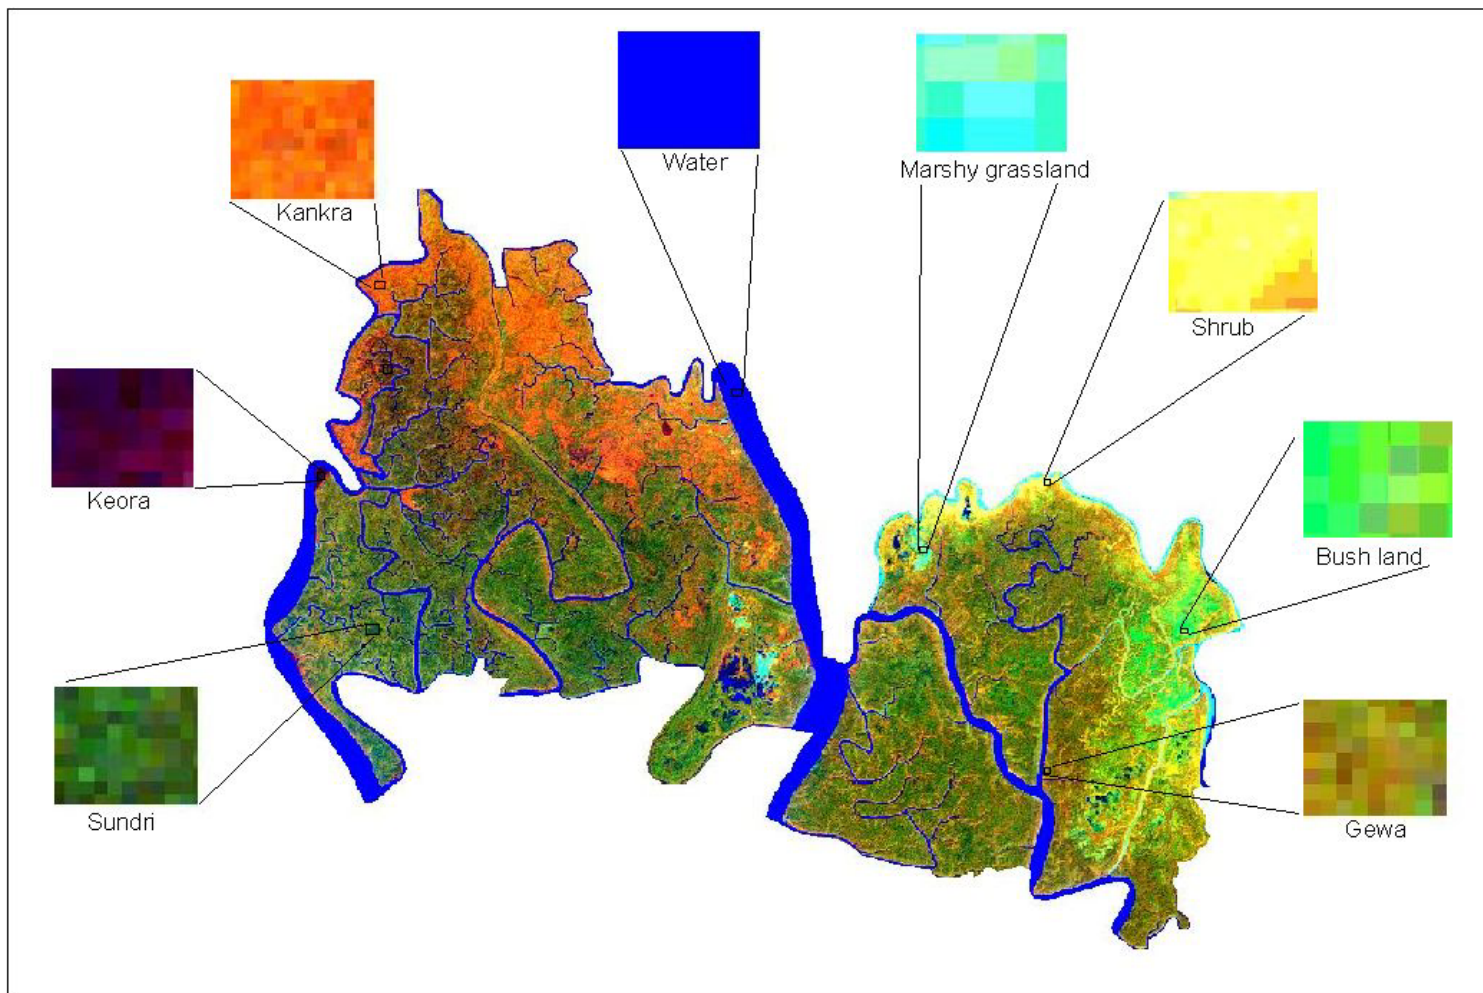 Water
Marshy grassland
Kankra
Shrub
Keora
Bush land
Sundri
Gewa